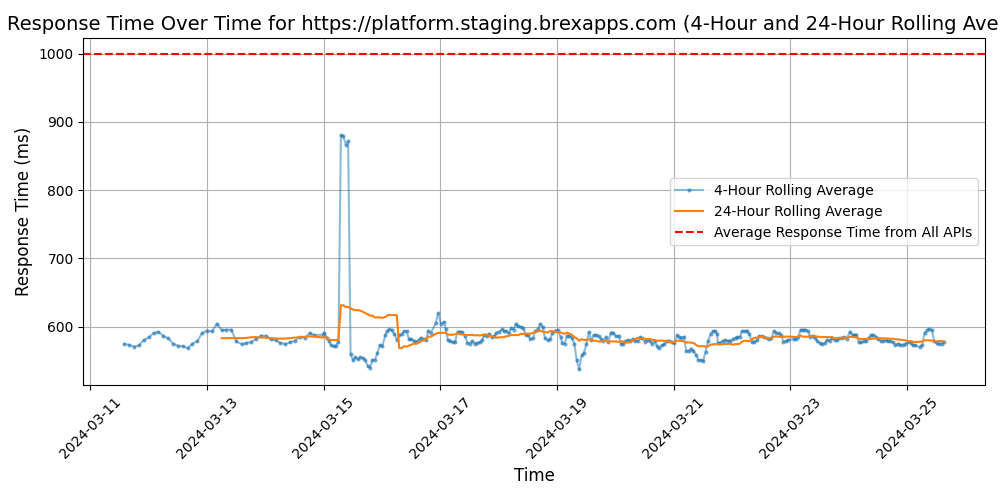 Response Time Over Time for https://platform.staging.brexapps.com (4-Hour and 24-Hour Rolling Ave
Response Time (ms)
1000
900
800
700
600
4-Hour Rolling Average
24-Hour Rolling Average
Average Response Time from All APIs
2024-03-11
2024-03-13
2024-03-15
2024-03-17
2024-03-19
2024-03-21
2024-03-23
2024-03-25
Time